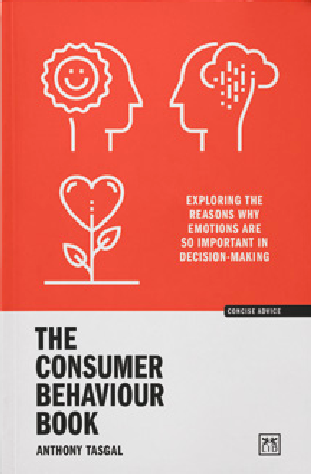 EXPLORING THE
REASONS WHY
EMOTIONS ARE
SO IMPORTANT IN
DECISION-MAKING
CONCISE ADVICE
THE
CONSUMER
BEHAVIOUR
BOOK
ANTHONY TASGAL
LID